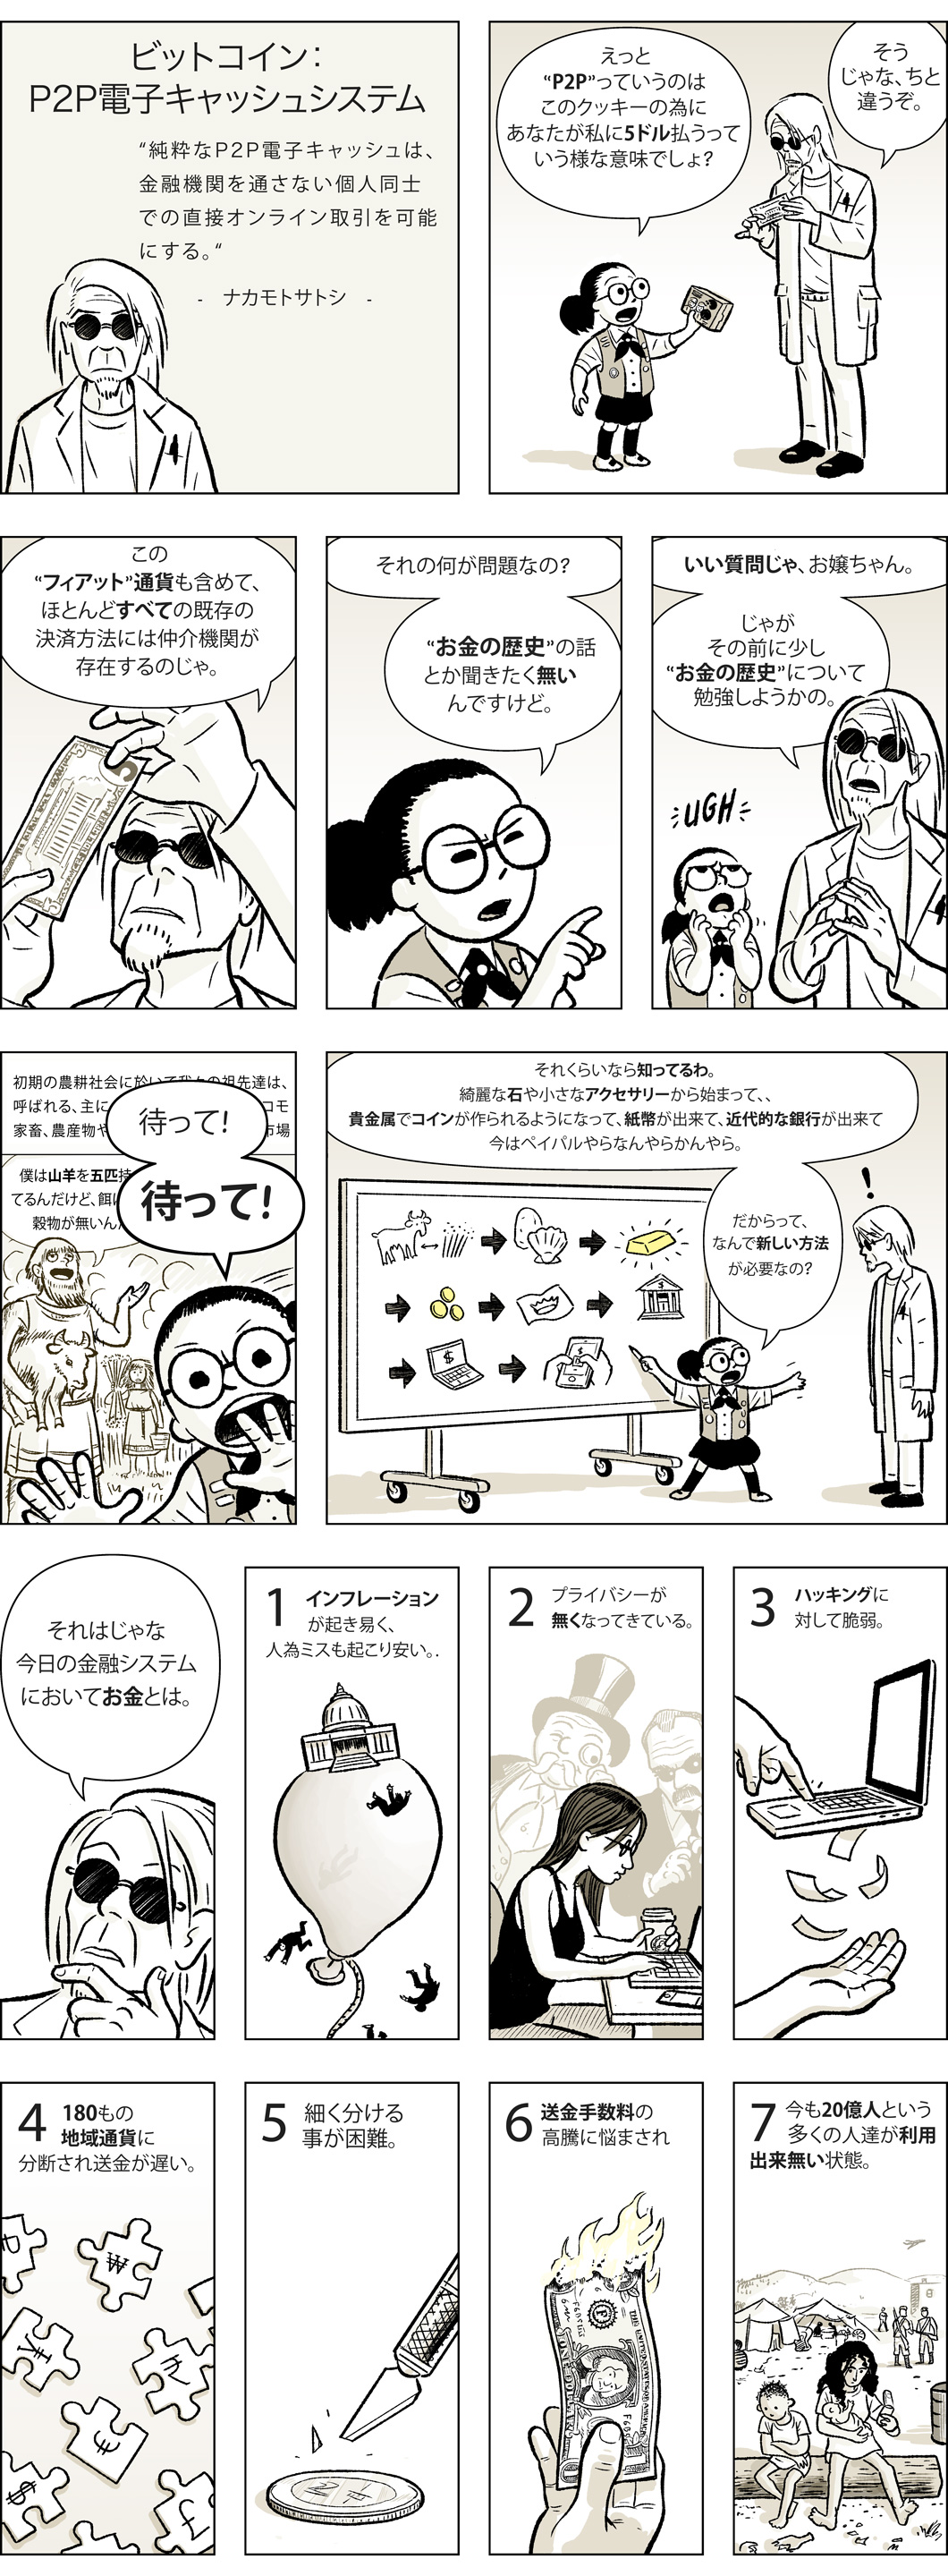 ビットコイン：
P2P電子キャッシュシステム
“純粋なP2P電子キャッシュは、
金融機関を通さない個人同士
での直接オンライン取引を可能
にする。“
- ナカモトサトシ -
えっと
“P2P”っていうのは
このクッキーの為に
あなたが私に5ドル払うって
いう様な意味でしょ?
そう
じゃな、ちと
違うぞ。
この
“フィアット”通貨も含めて、
ほとんどすべての既存の
決済方法には仲介機関が
存在するのじゃ。
それの何が問題なの?
“お金の歴史”の話
とか聞きたく無い
んですけど。
いい質問じゃ、お嬢ちゃん。
じゃが
その前に少し
“お金の歴史”について
勉強しようかの。
UGH
初期の農耕社会に於いて我々の祖先達は、
呼ばれる、主に
コモ
家畜、農産物や
市場
僕は山羊を五匹持
てるんだけど、餌に
穀物が無いんだ
待って!
待って!
それくらいなら知ってるわ。
綺麗な石や小さなアクセサリーから始まって、、
貴金属でコインが作られるようになって、紙幣が出来て、近代的な銀行が出来て
今はペイパルやらなんやらかんやら。
だからって、
なんで新しい方法
が必要なの?
!
$
$
$
それはじゃな
今日の金融システム
においてお金とは。
1 インフレーション
が起き易く、
人為ミスも起こり安い。.
2 プライバシーが
無くなってきている。
3 ハッキングに
対して脆弱。
4 180もの
地域通貨に
分断され送金が遅い。
5 細く分ける
事が困難。
6 送金手数料の
高騰に悩まされ
7 今も20億人という
多くの人達が利用
出来無い状態。
₩
€
$
£